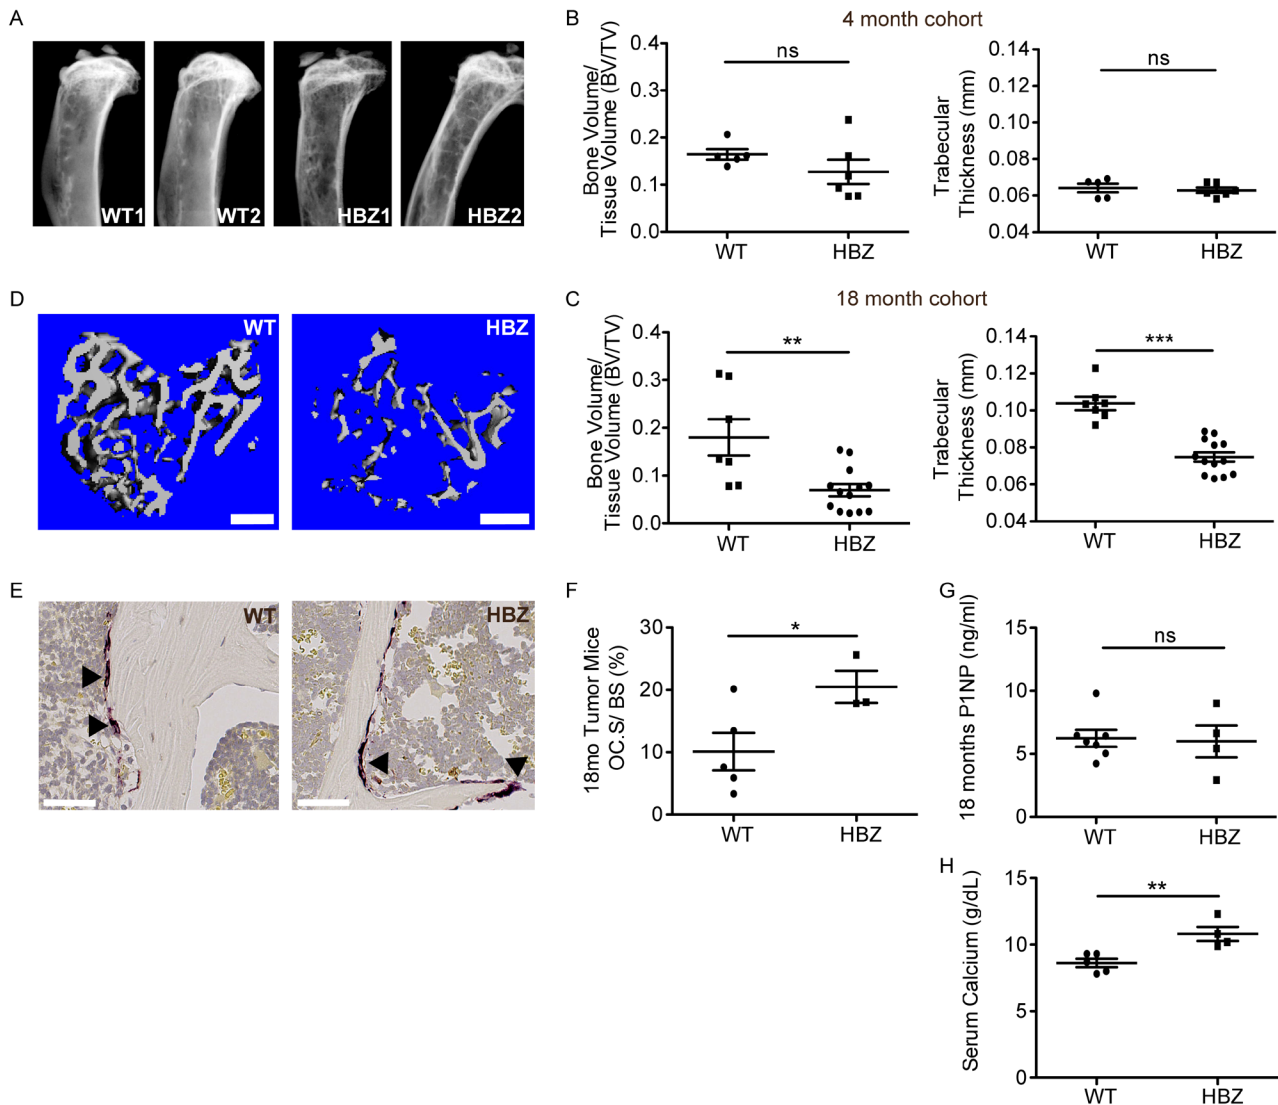 A
WT1
WT2
HBZ1
HBZ2
B
4 month cohort
Bone Volume/
Tissue Volume (BV/TV)
0.4
0.3
0.2
0.1
0.0
ns
WT
HBZ
Trabecular
Thickness (mm)
0.14
0.12
0.10
0.08
0.06
0.04
ns
WT
HBZ
D
WT
HBZ
C
18 month cohort
Bone Volume/
Tissue Volume (BV/TV)
0.4
0.3
0.2
0.1
0.0
**
WT
HBZ
Trabecular
Thickness (mm)
0.14
0.12
0.10
0.08
0.06
0.04
***
WT
HBZ
E
WT
HBZ
F
18mo Tumor Mice
OC.S/ BS (%)
30
20
10
0
*
WT
HBZ
G
18 months P1NP (ng/ml)
15
10
5
0
ns
WT
HBZ
H
Serum Calcium (g/dL)
15
10
5
0
**
WT
HBZ